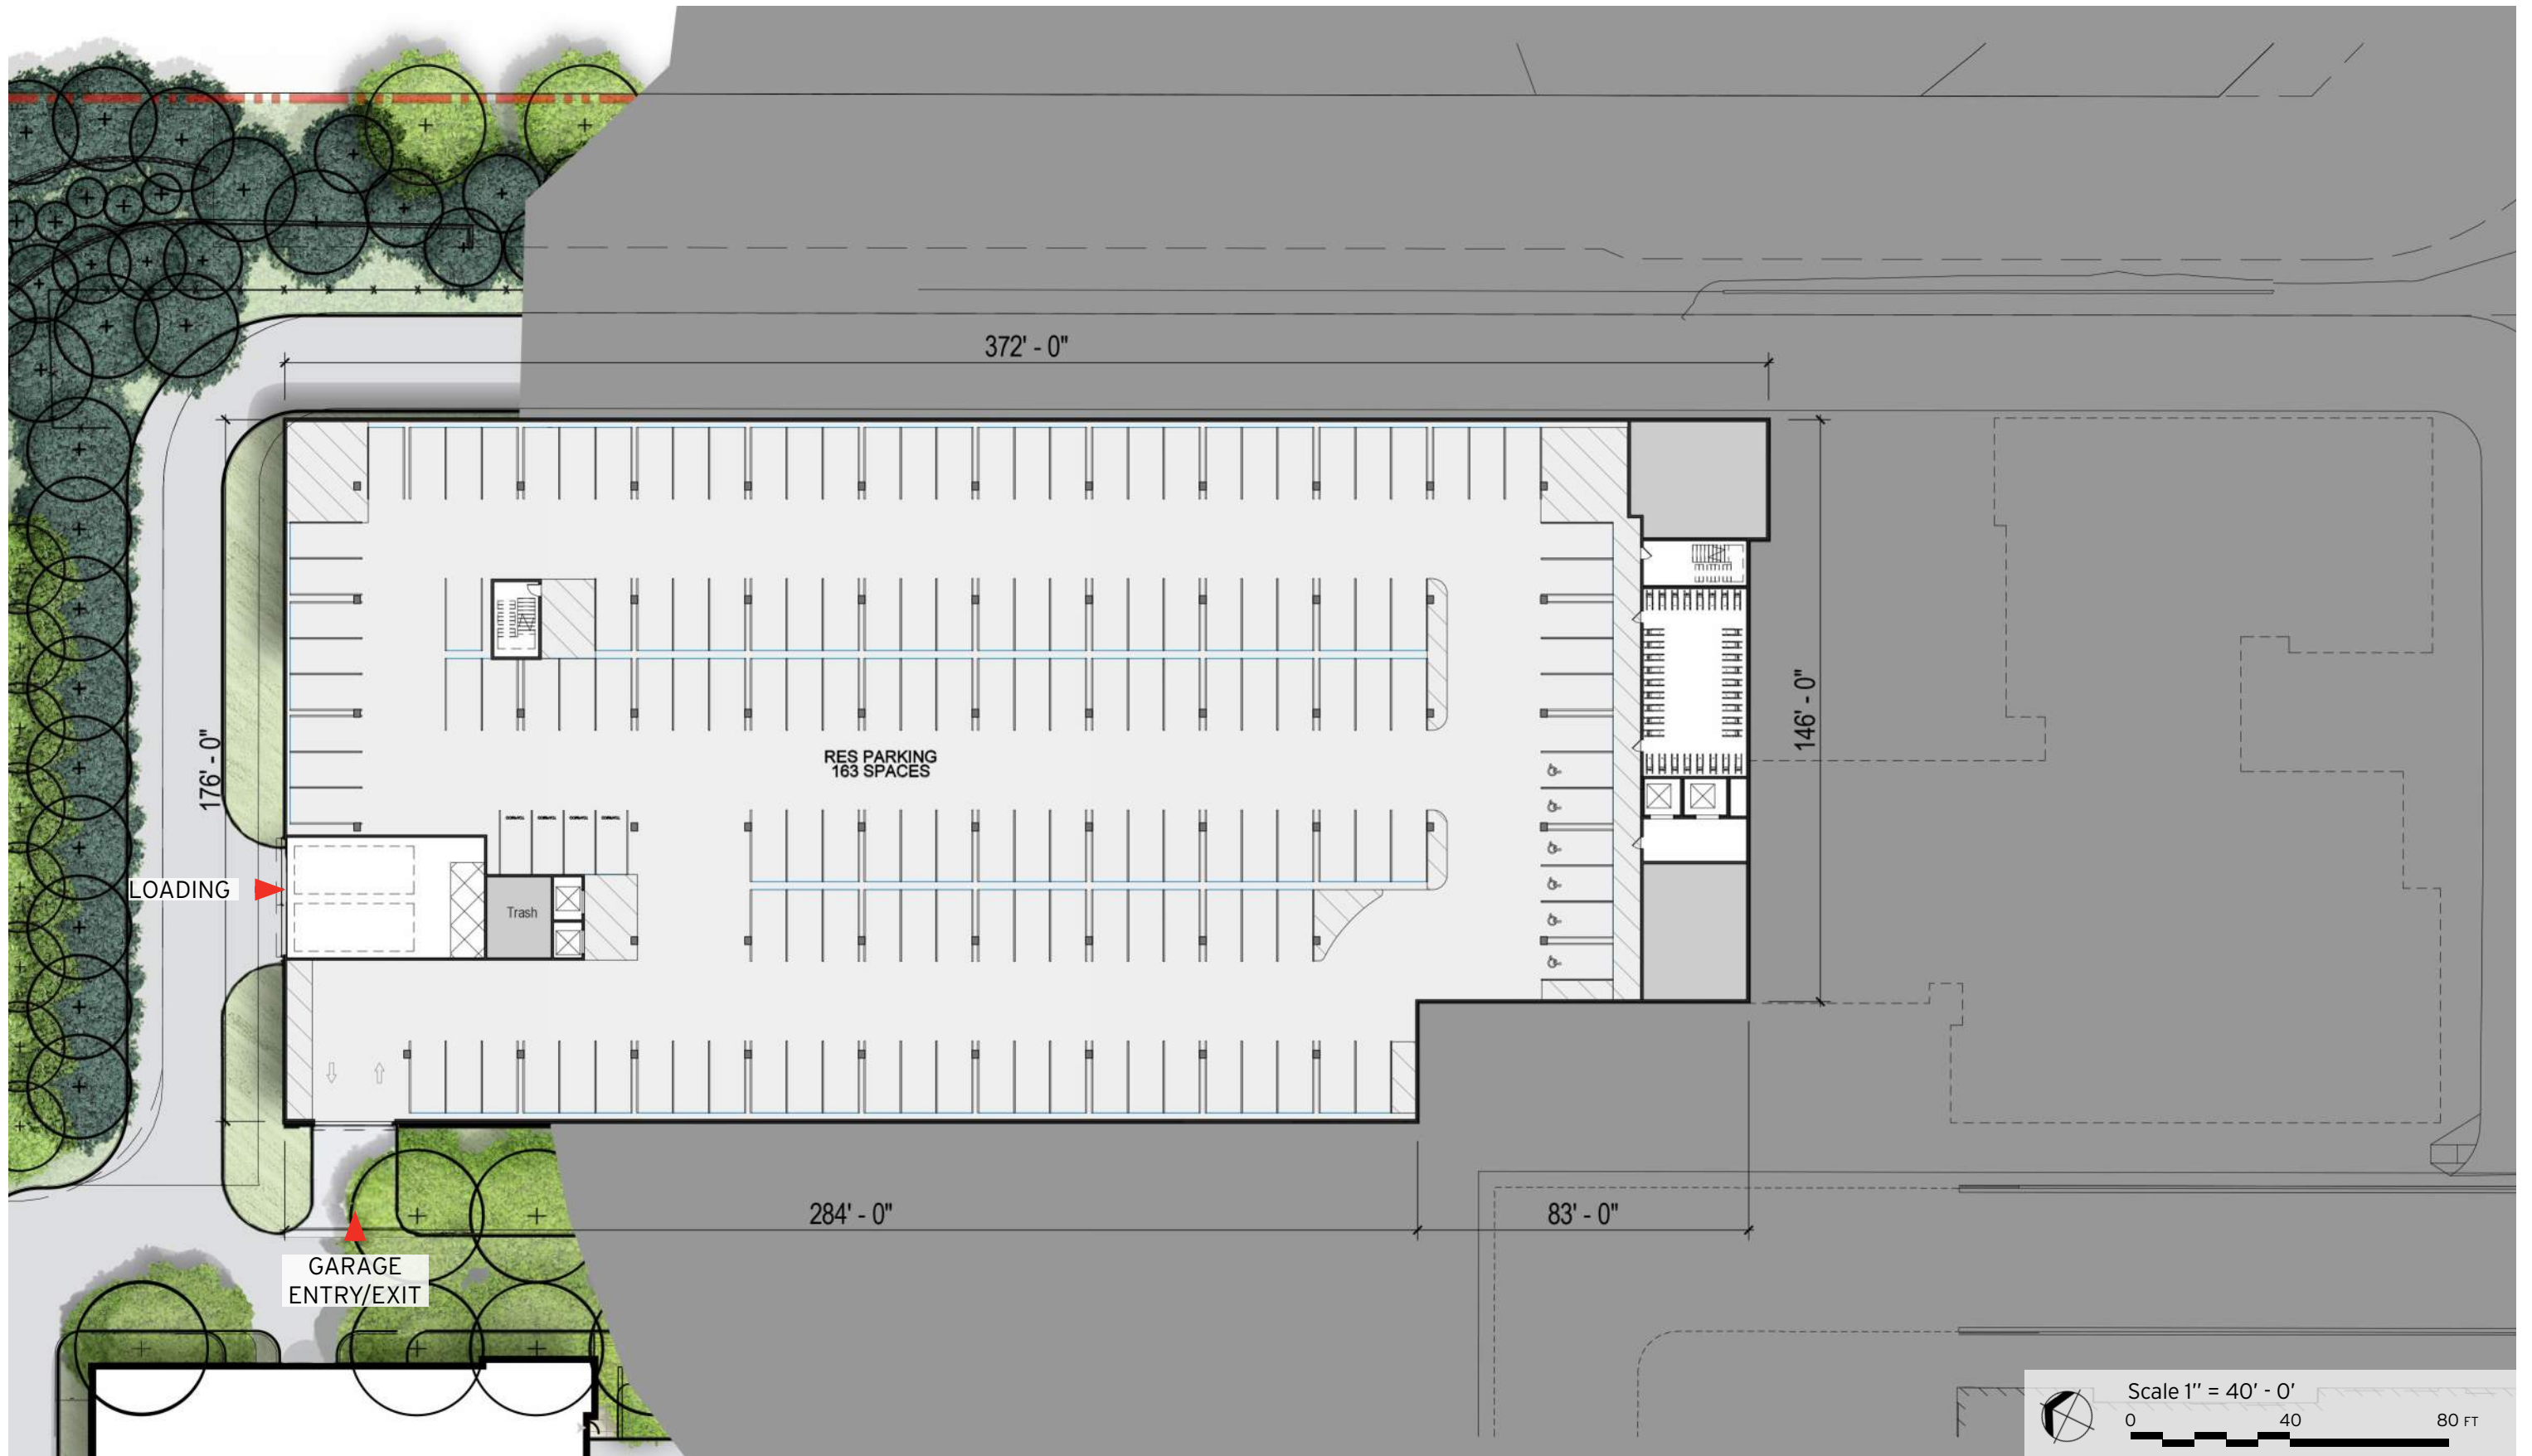 372' - 0"
176' - 0"
146' - 0"
RES PARKING
163 SPACES
LOADING
Trash
284' - 0"
83' - 0"
GARAGE
ENTRY/EXIT
Scale 1" = 40' - 0'
0 40 80 FT